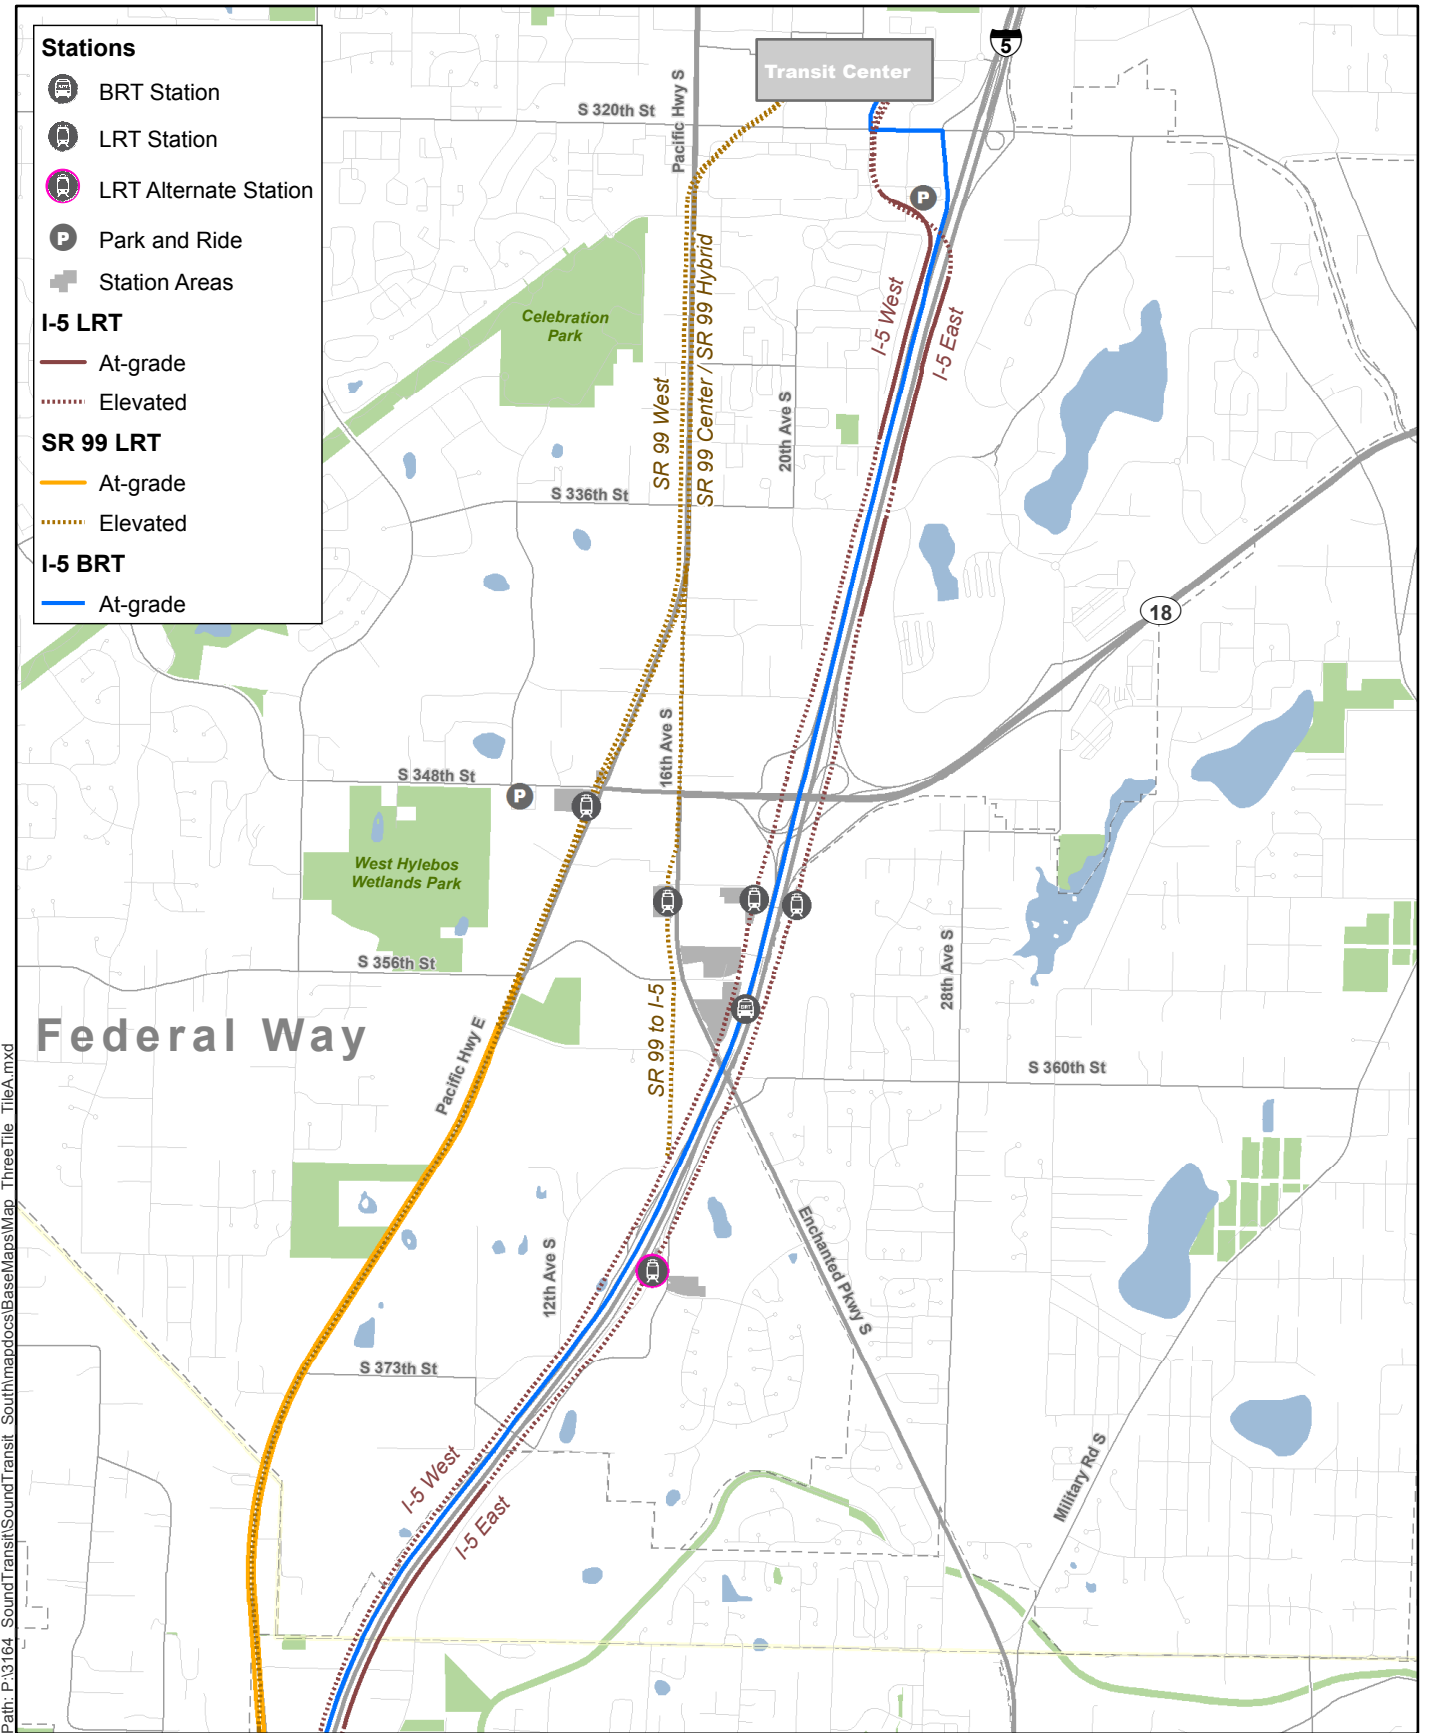 Stations
BRT Station
LRT Station
LRT Alternate Station
P Park and Ride
Station Areas
I-5 LRT
At-grade
Elevated
SR 99 LRT
At-grade
Elevated
I-5 BRT
At-grade
Transit Center
5
S 320th St
Pacific Hwy S
P
Celebration
Park
I-5 West
I-5 East
SR 99 West
SR 99 Center / SR 99 Hybrid
20th Ave S
S 336th St
18
16th Ave S
S 348th St
P
West Hylebos
Wetlands Park
S 356th St
28th Ave S
Federal Way
Pacific Hwy E
SR 99 to I-5
S 360th St
12th Ave S
Enchanted Pkwy S
S 373th St
I-5 West
I-5 East
Military Rd S
Path: P:\3164_SoundTransit\SoundTransit_South\mapdocs\BaseMaps\Map_ThreeTile_TileA.mxd